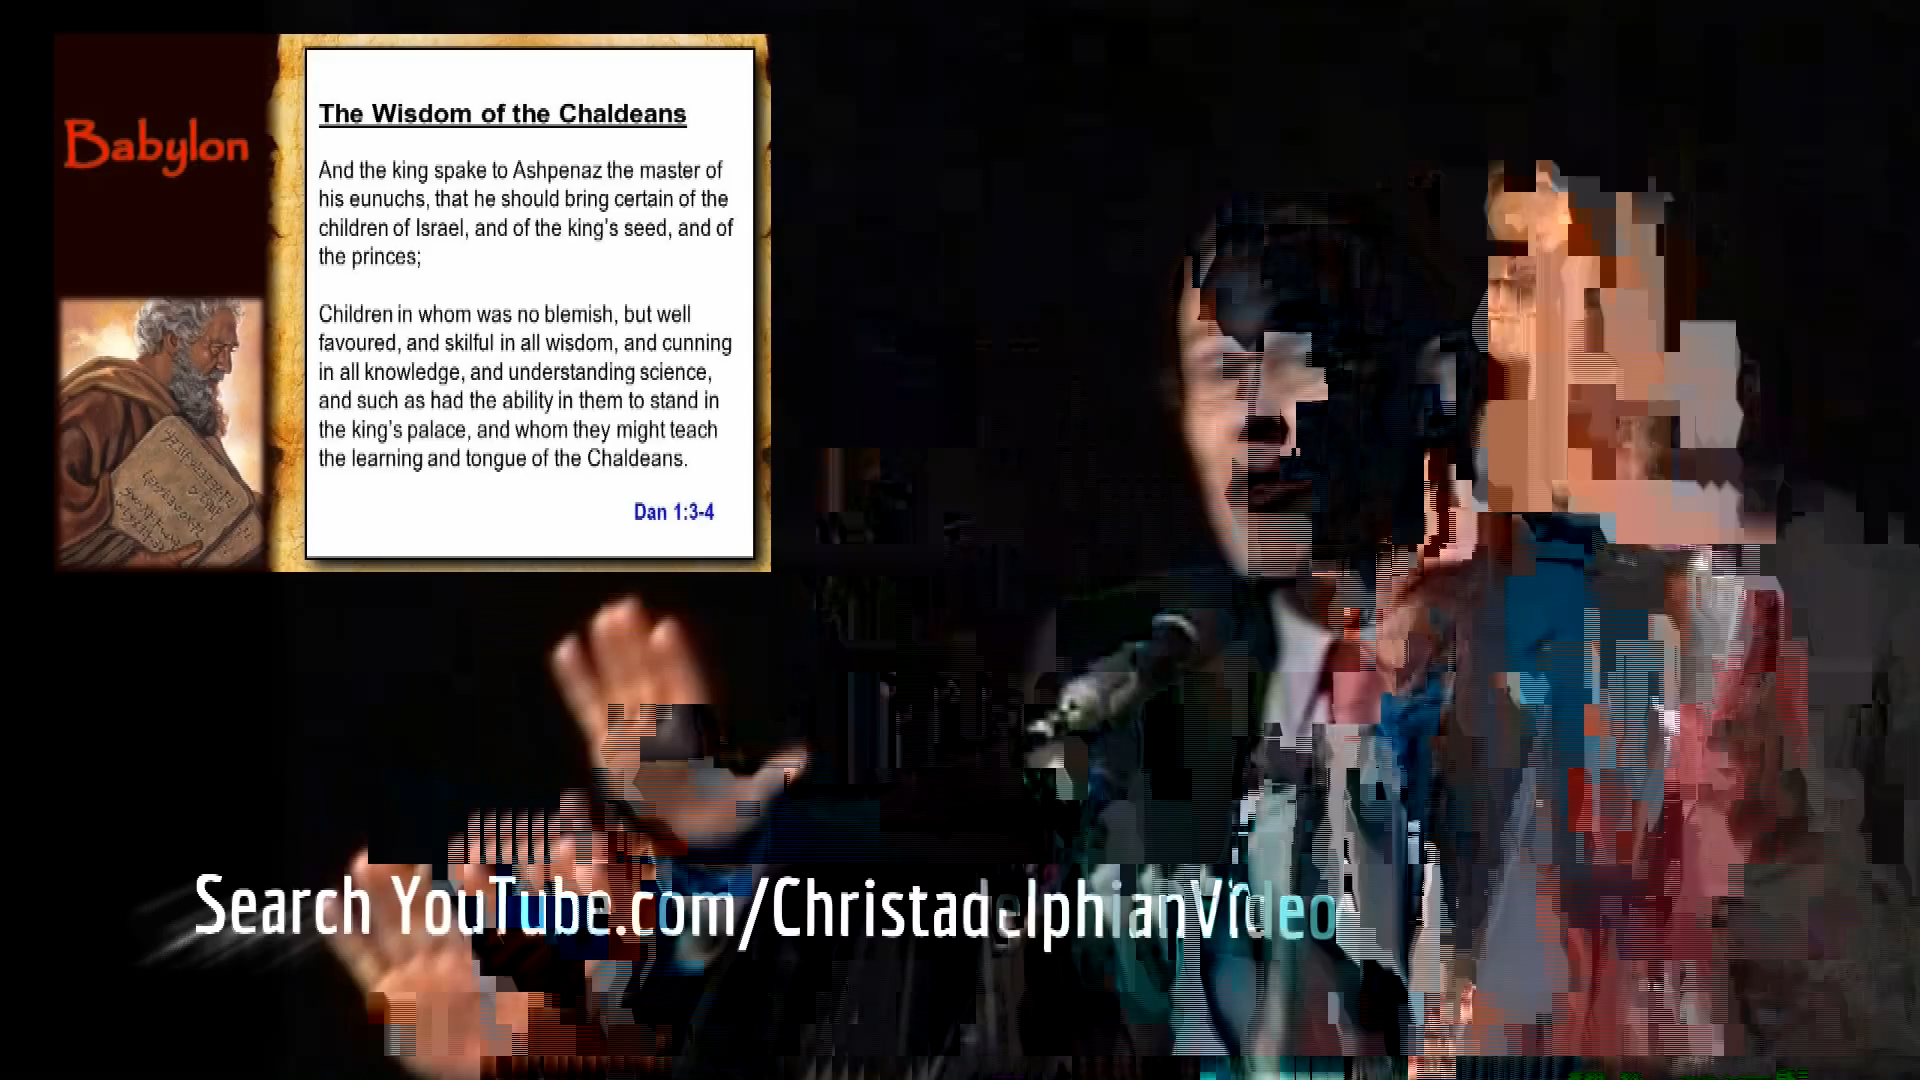 Babylon
The Wisdom of the Chaldeans
And the king spake to Ashpenaz the master of
his eunuchs, that he should bring certain of the
children of Israel, and of the king's seed, and of
the princes;
Children in whom was no blemish, but well
favoured, and skilful in all wisdom, and cunning
in all knowledge, and understanding science,
and such as had the ability in them to stand in
the king's palace, and whom they might teach
the learning and tongue of the Chaldeans.
Dan 1:3-4
Search YouTube.com/ChristadelphianVideo